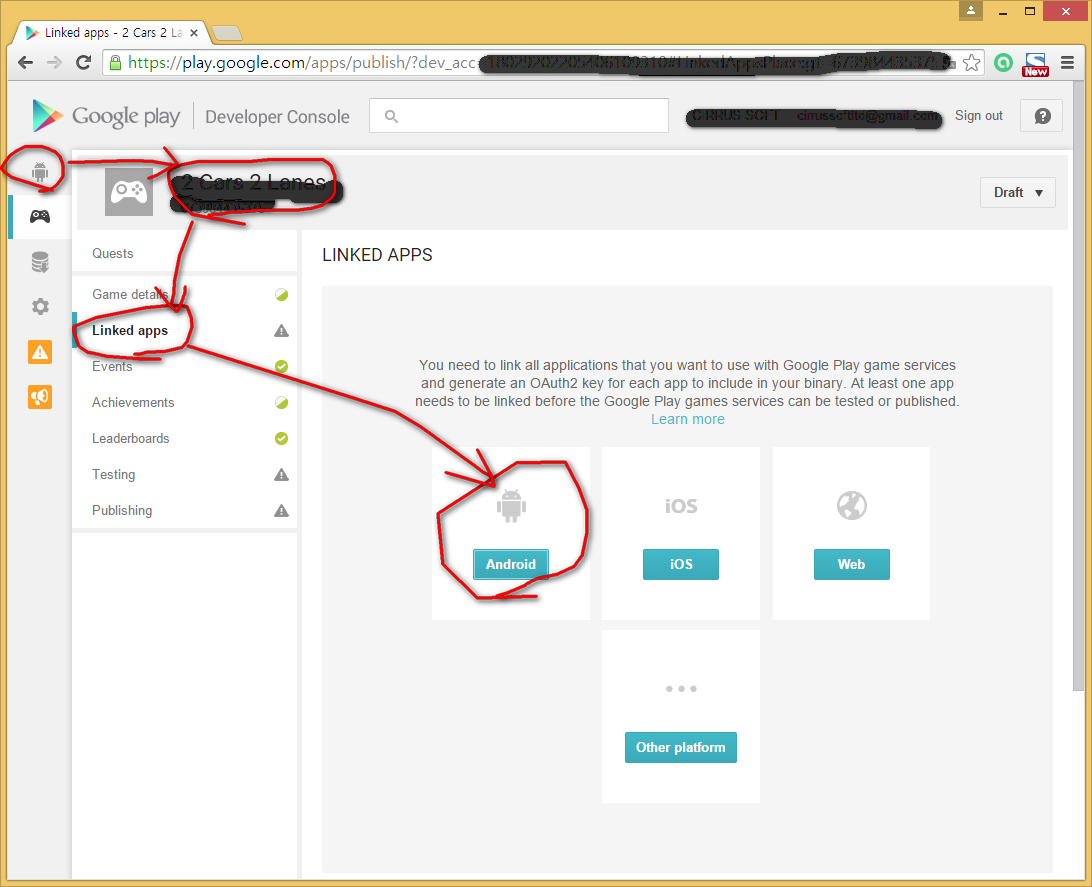 Linked apps - 2 Cars 2 La
https://play.google.com/apps/publish/?dev_acc=
New
Google play
Developer Console
Sign out
?
2 Cars 2 Lanes
Draft
Quests
Game details
Linked apps
Events
Achievements
Leaderboards
Testing
Publishing
LINKED APPS
You need to link all applications that you want to use with Google Play game services
and generate an OAuth2 key for each app to include in your binary. At least one app
needs to be linked before the Google Play games services can be tested or published.
Learn more
Android
iOS
iOS
Web
Other platform